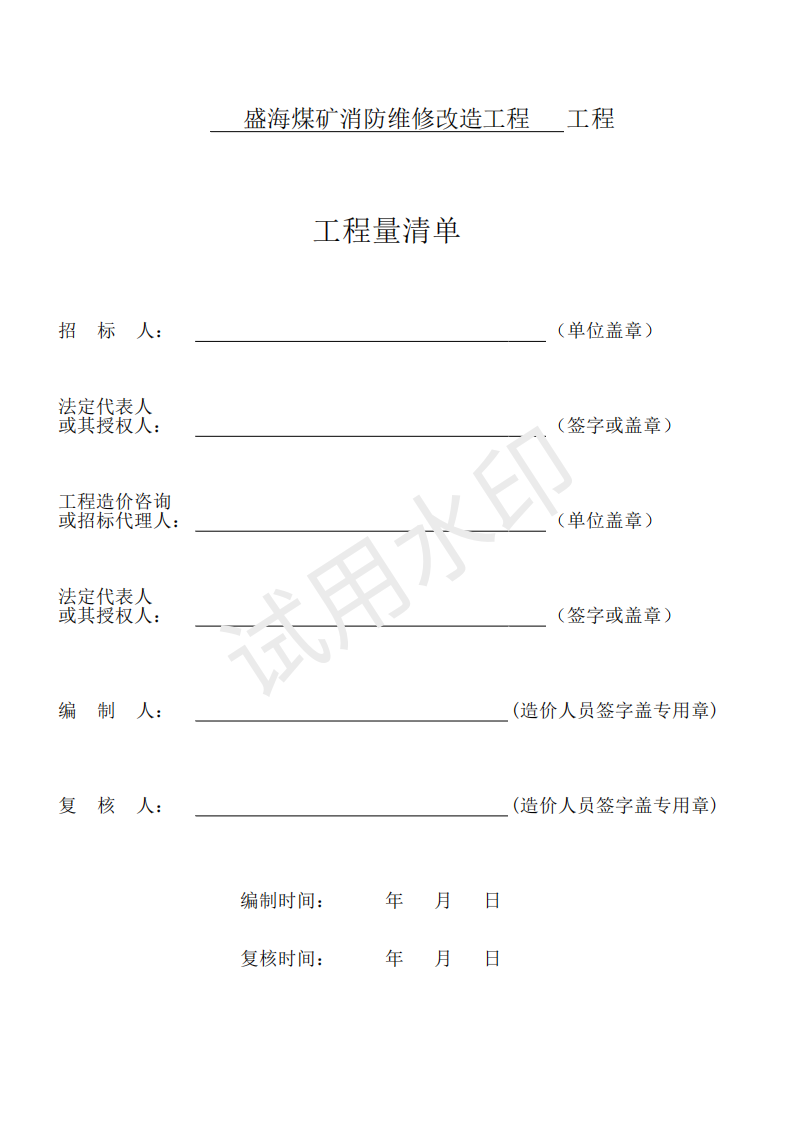 盛海煤矿消防维修改造工程 工程
工程量清单
招 标 人： （单位盖章）
法定代表人
或其授权人： （签字或盖章）
工程造价咨询
或招标代理人： （单位盖章）
法定代表人
或其授权人： （签字或盖章）
编 制 人： (造价人员签字盖专用章)
复 核 人： (造价人员签字盖专用章)
编制时间： 年 月 日
复核时间： 年 月 日
试用水印